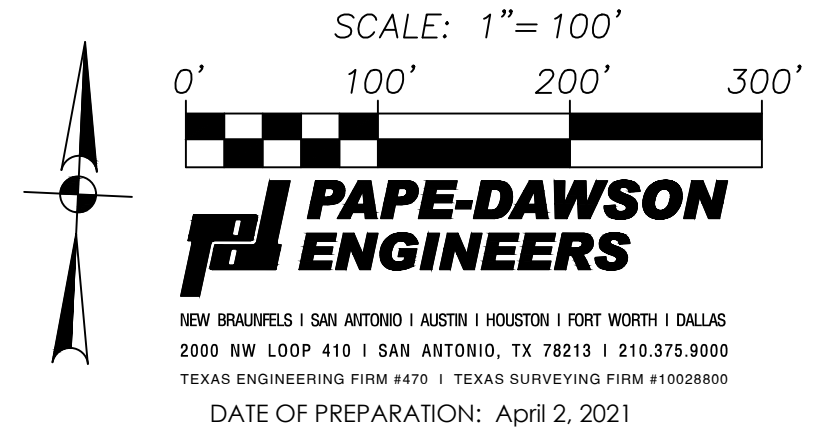 SCALE: 1"= 100'
0' 100' 200' 300'
pd PAPE-DAWSON
ENGINEERS
NEW BRAUNFELS | SAN ANTONIO | AUSTIN | HOUSTON | FORT WORTH | DALLAS
2000 NW LOOP 410 | SAN ANTONIO, TX 78213 | 210.375.9000
TEXAS ENGINEERING FIRM #470 | TEXAS SURVEYING FIRM #10028800
DATE OF PREPARATION: April 2, 2021